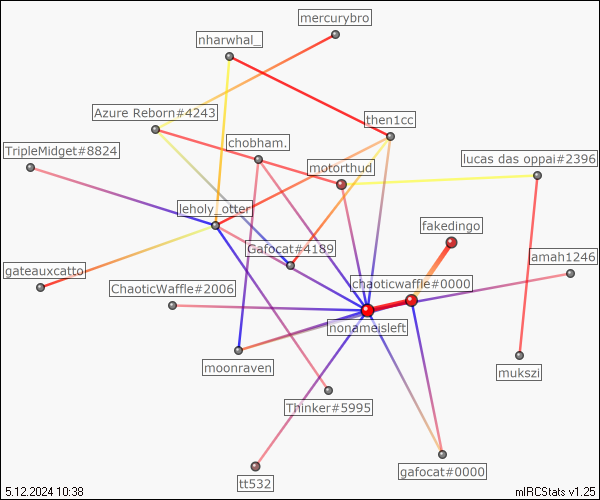 mercurybro
nharwhal_
Azure Reborn#4243
then1cc
chobham.
TripleMidget#8824
lucas das oppai#2396
motorthud
leholy_otter
fakedingo
Gafocat#4189
amah1246
gateauxcatto
chaoticwaffle#0000
ChaoticWaffle#2006
nonameisleft
moonraven
mukszi
Thinker#5995
gafocat#0000
tt532
5.12.2024 10:38
mIRCStats v1.25